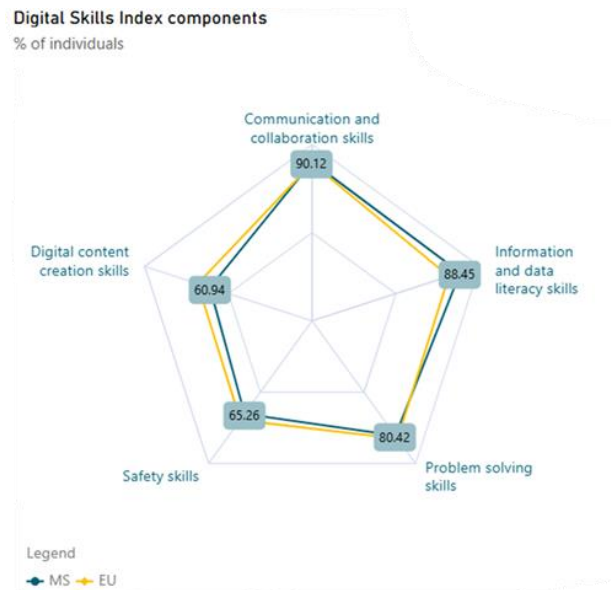 Digital Skills Index components
% of individuals
Communication and
collaboration skills
90.12
Digital content
creation skills
60.94
Information
and data
literacy skills
88.45
65.26
80.42
Safety skills
Problem solving
skills
Legend
MS EU